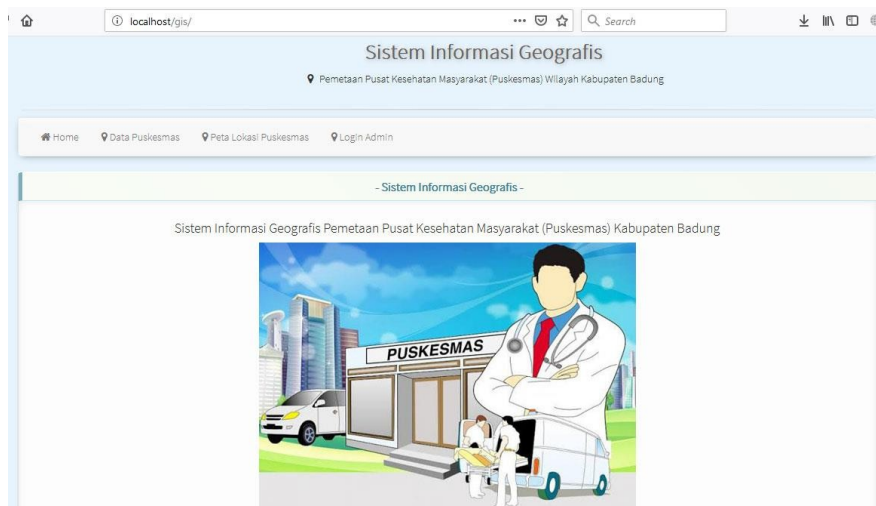 localhost/gis/
Search
Sistem Informasi Geografis
Pemetaan Pusat Kesehatan Masyarakat (Puskesmas) Wilayah Kabupaten Badung
Home Data Puskesmas Peta Lokasi Puskesmas Login Admin
- Sistem Informasi Geografis -
Sistem Informasi Geografis Pemetaan Pusat Kesehatan Masyarakat (Puskesmas) Kabupaten Badung
PUSKESMAS